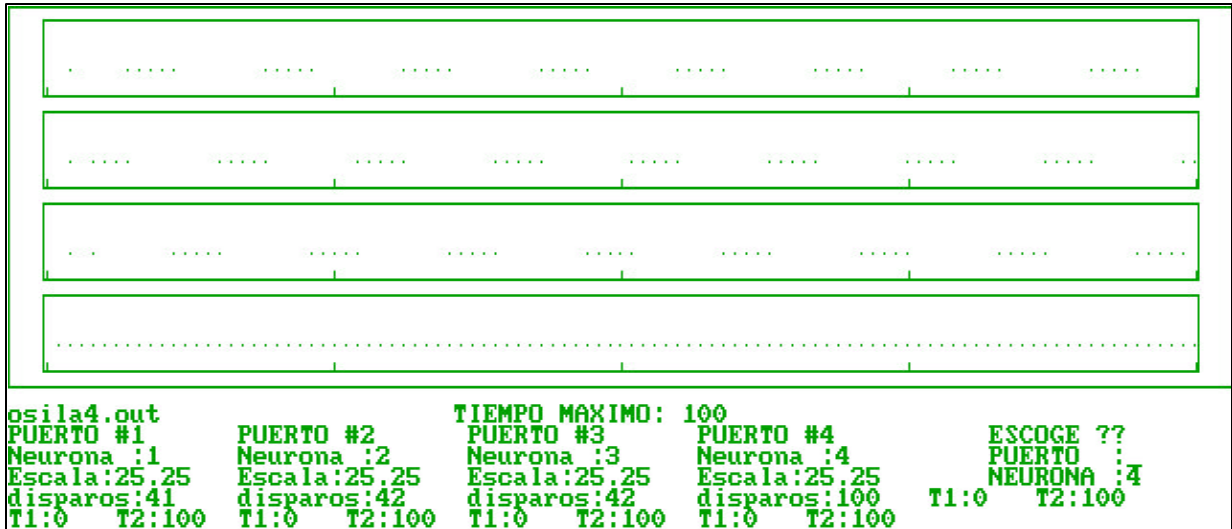 osila4.out TIEMPO MAXIMO: 100
PUERTO #1 PUERTO #2 PUERTO #3 PUERTO #4 ESCOGE ??
Neurona :1 Neurona :2 Neurona :3 Neurona :4 PUERTO :
Escala:25.25 Escala:25.25 Escala:25.25 Escala:25.25 NEURONA :4
disparos:41 disparos:42 disparos:42 disparos:100 T1:0 T2:100
T1:0 T2:100 T1:0 T2:100 T1:0 T2:100 T1:0 T2:100